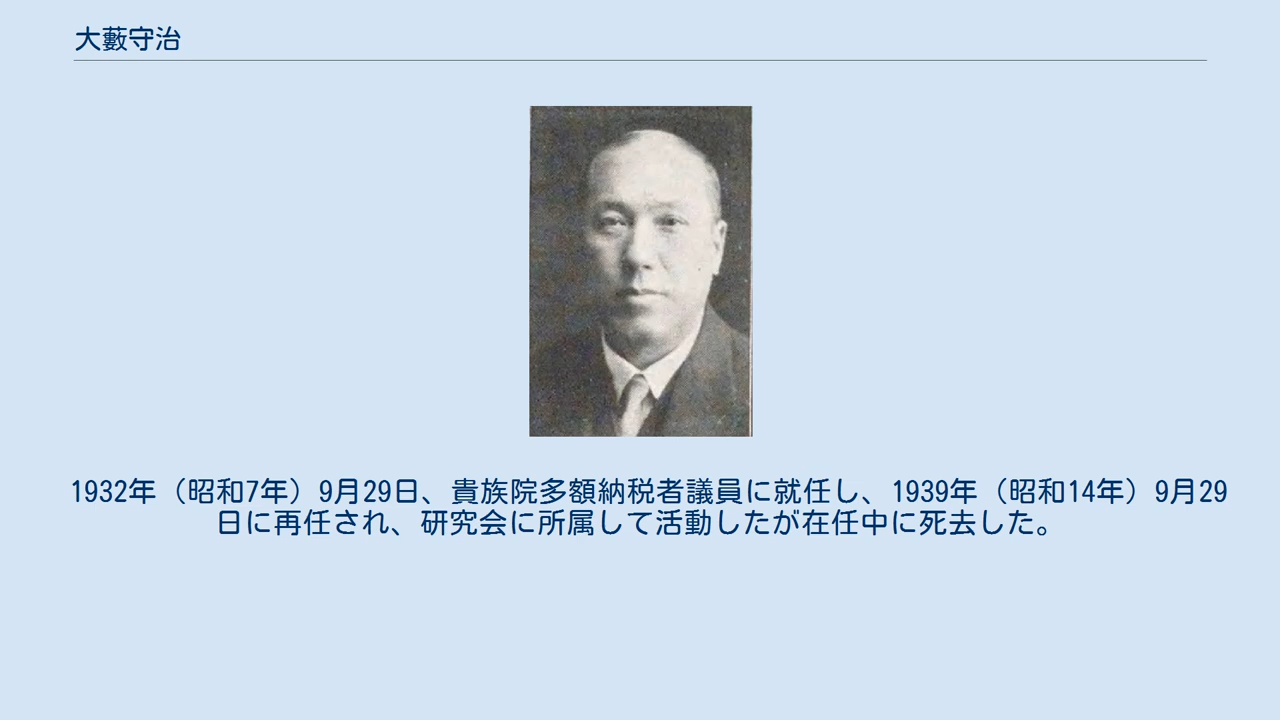 大藪守治
1932年（昭和7年）9月29日、貴族院多額納税者議員に就任し、1939年（昭和14年）9月29
日に再任され、研究会に所属して活動したが在任中に死去した。